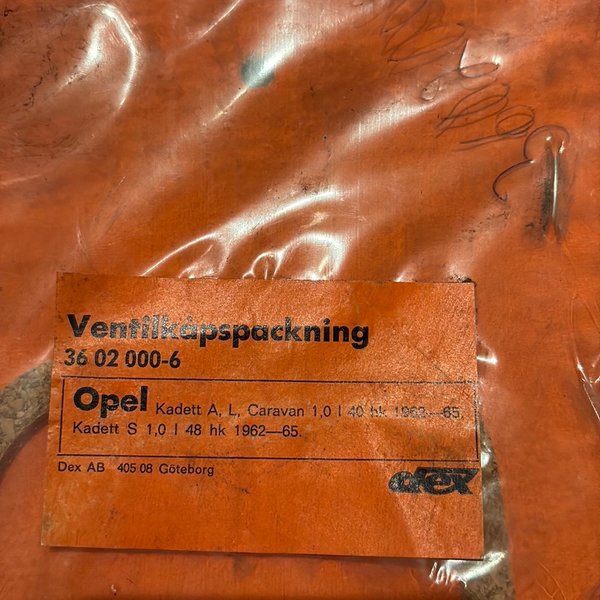 Ventilkåpspackning
36 02 000-6
Opel Kadett A, L, Caravan 1,0 l 40 hk 1962—65.
Kadett S 1,0 l 48 hk 1962—65.
Dex AB 405 08 Göteborg
dex